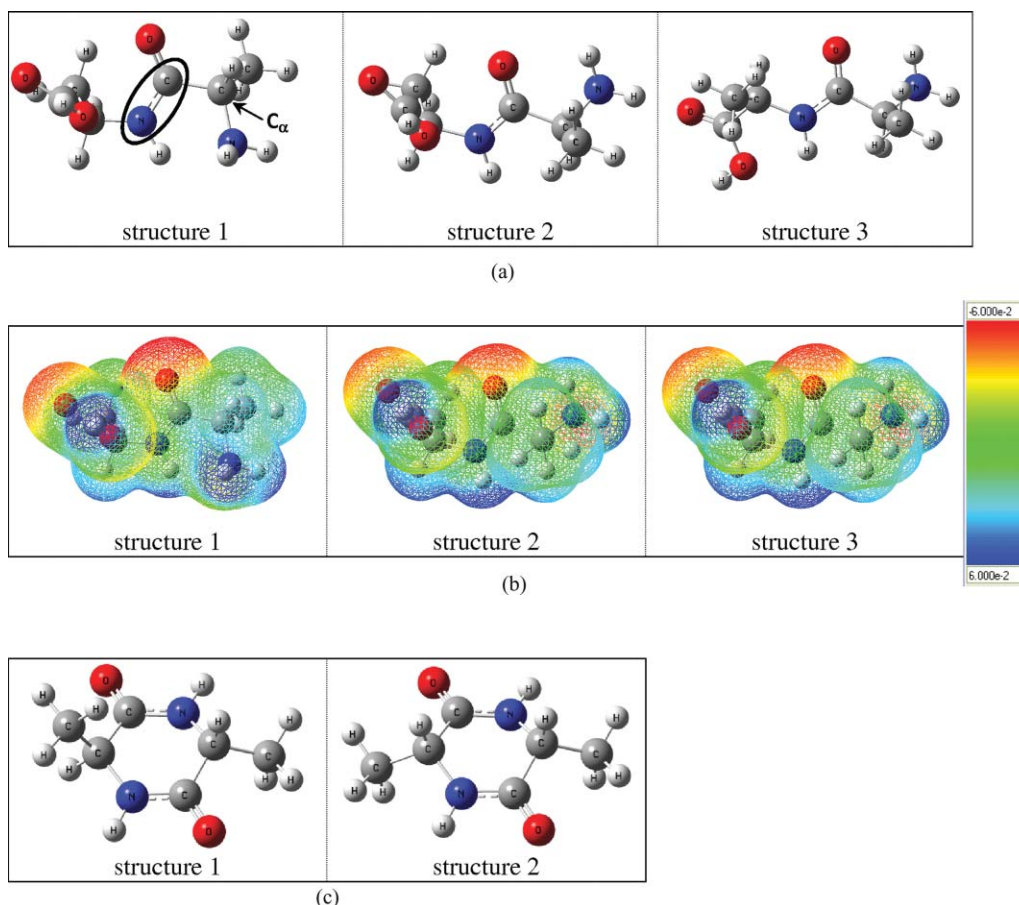 Cα
structure 1
structure 2
structure 3
(a)
-6.000e-2
structure 1
structure 2
structure 3
6.000e-2
(b)
structure 1
structure 2
(c)